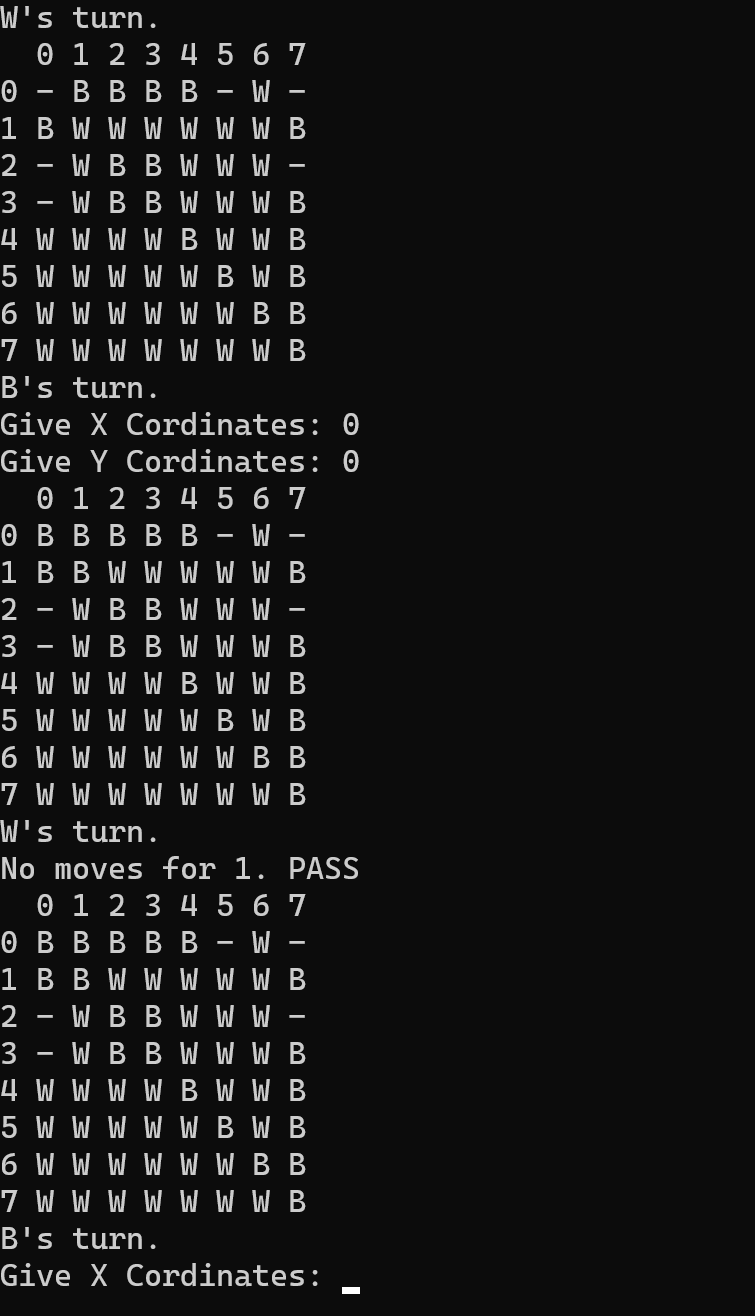 W's turn.
  0 1 2 3 4 5 6 7
0 - B B B B - W -
1 B W W W W W W B
2 - W B B W W W -
3 - W B B W W W B
4 W W W W B W W B
5 W W W W W B W B
6 W W W W W W B B
7 W W W W W W W B
B's turn.
Give X Cordinates: 0
Give Y Cordinates: 0
  0 1 2 3 4 5 6 7
0 B B B B B - W -
1 B B W W W W W B
2 - W B B W W W -
3 - W B B W W W B
4 W W W W B W W B
5 W W W W W B W B
6 W W W W W W B B
7 W W W W W W W B
W's turn.
No moves for 1. PASS
  0 1 2 3 4 5 6 7
0 B B B B B - W -
1 B B W W W W W B
2 - W B B W W W -
3 - W B B W W W B
4 W W W W B W W B
5 W W W W W B W B
6 W W W W W W B B
7 W W W W W W W B
B's turn.
Give X Cordinates: